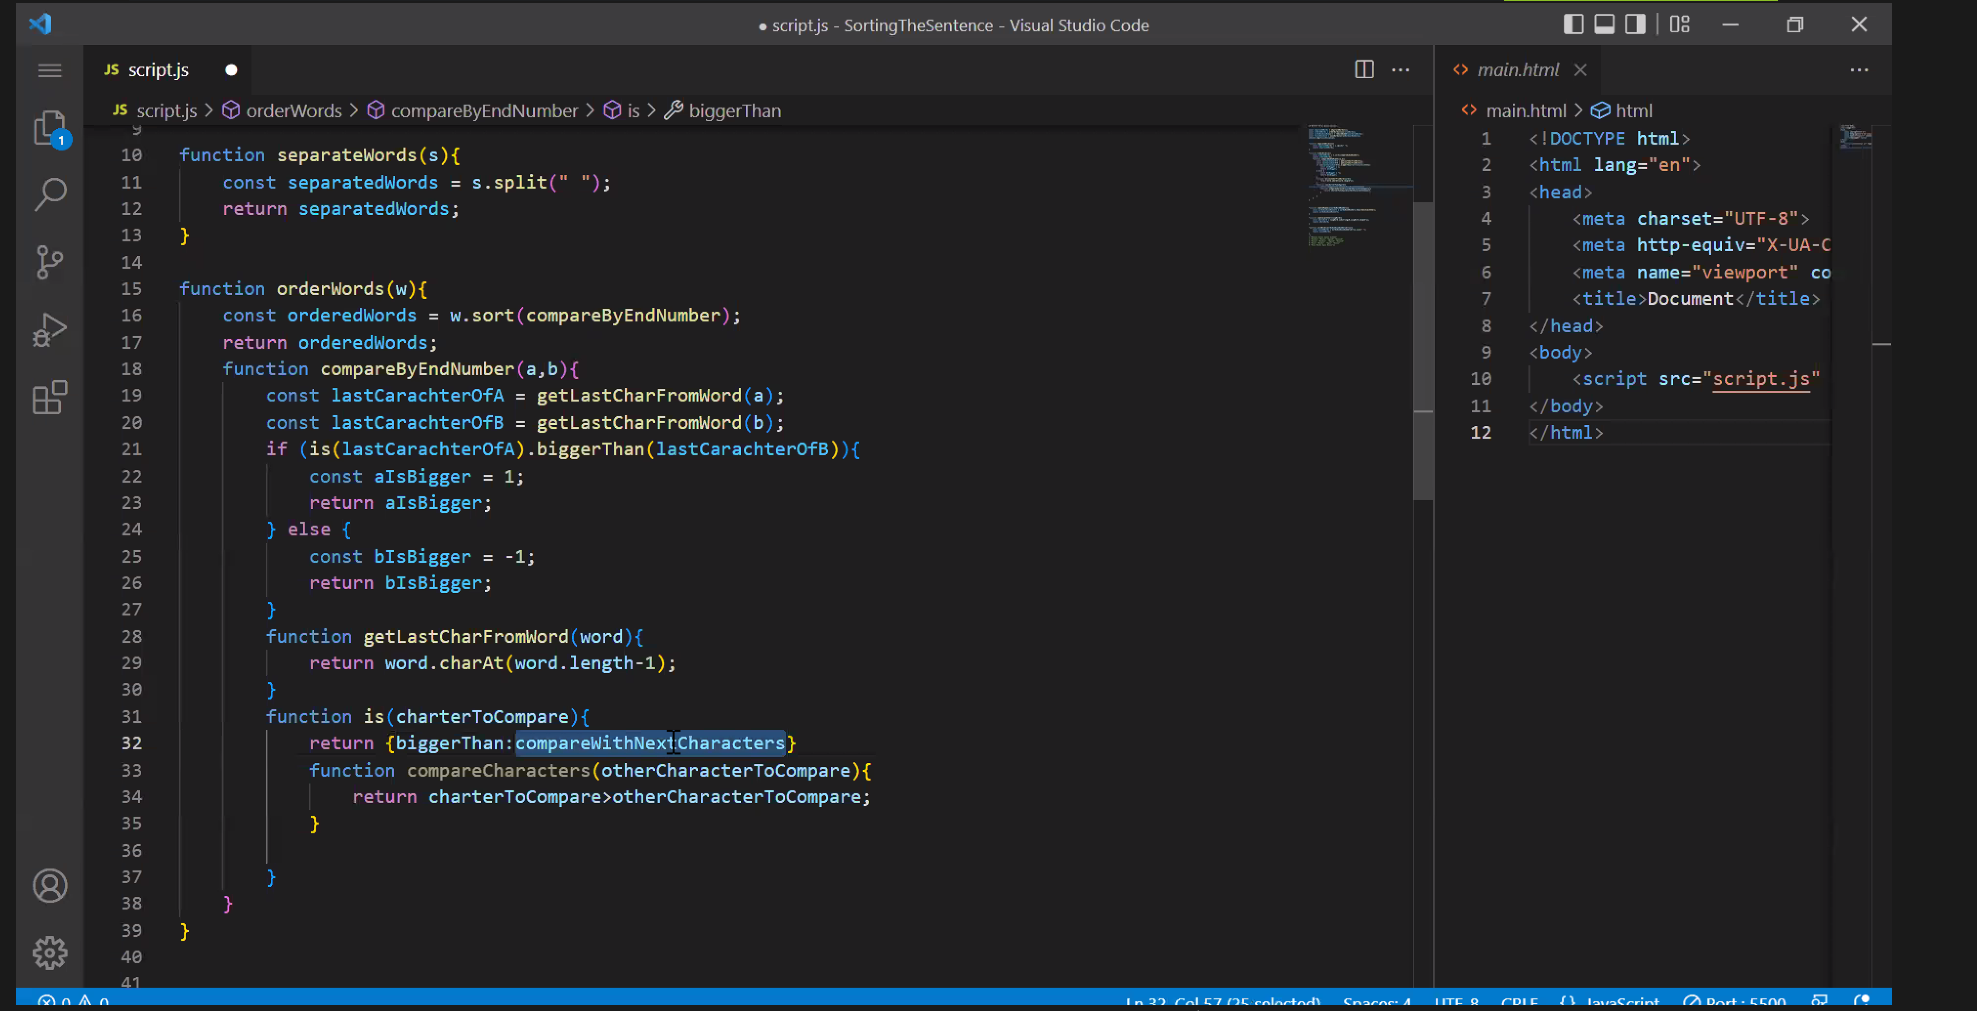 ● script.js - SortingTheSentence - Visual Studio Code
JS script.js ●
main.html
JS script.js > orderWords > compareByEndNumber > is > biggerThan
main.html > html
1
9
10 function separateWords(s){
11 const separatedWords = s.split(" ");
12 return separatedWords;
13 }
14
15 function orderWords(w){
16 const orderedWords = w.sort(compareByEndNumber);
17 return orderedWords;
18 function compareByEndNumber(a,b){
19 const lastCarachterOfA = getLastCharFromWord(a);
20 const lastCarachterOfB = getLastCharFromWord(b);
21 if (is(lastCarachterOfA).biggerThan(lastCarachterOfB)){
22 const aIsBigger = 1;
23 return aIsBigger;
24 } else {
25 const bIsBigger = -1;
26 return bIsBigger;
27 }
28 function getLastCharFromWord(word){
29 return word.charAt(word.length-1);
30 }
31 function is(charterToCompare){
32 return {biggerThan:compareWithNextCharacters}
33 function compareCharacters(otherCharacterToCompare){
34 return charterToCompare>otherCharacterToCompare;
35 }
36
37 }
38 }
39 }
40
41
1 <!DOCTYPE html>
2 <html lang="en">
3 <head>
4 <meta charset="UTF-8">
5 <meta http-equiv="X-UA-C
6 <meta name="viewport" co
7 <title>Document</title>
8 </head>
9 <body>
10 <script src="script.js"
11 </body>
12 </html>
0 0 Ln 32, Col 57 (25 selected) Spaces: 4 UTF-8 CRLF {} JavaScript Port : 5500